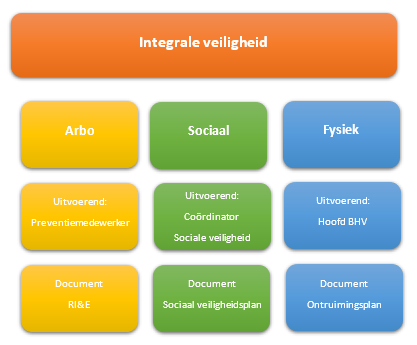 Integrale veiligheid
Arbo
Sociaal
Fysiek
Uitvoerend:
Preventiemedewerker
Uitvoerend:
Coördinator
Sociale veiligheid
Uitvoerend:
Hoofd BHV
Document
RI&E
Document
Sociaal veiligheidsplan
Document
Ontruimingsplan